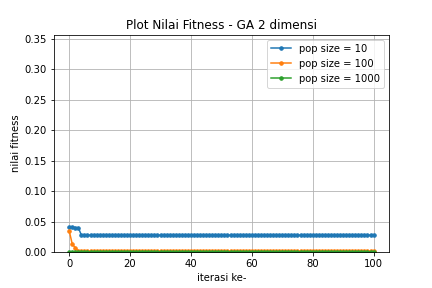 Plot Nilai Fitness - GA 2 dimensi
pop size = 10
pop size = 100
pop size = 1000
nilai fitness
0.35
0.30
0.25
0.20
0.15
0.10
0.05
0.00
0 20 40 60 80 100
iterasi ke-